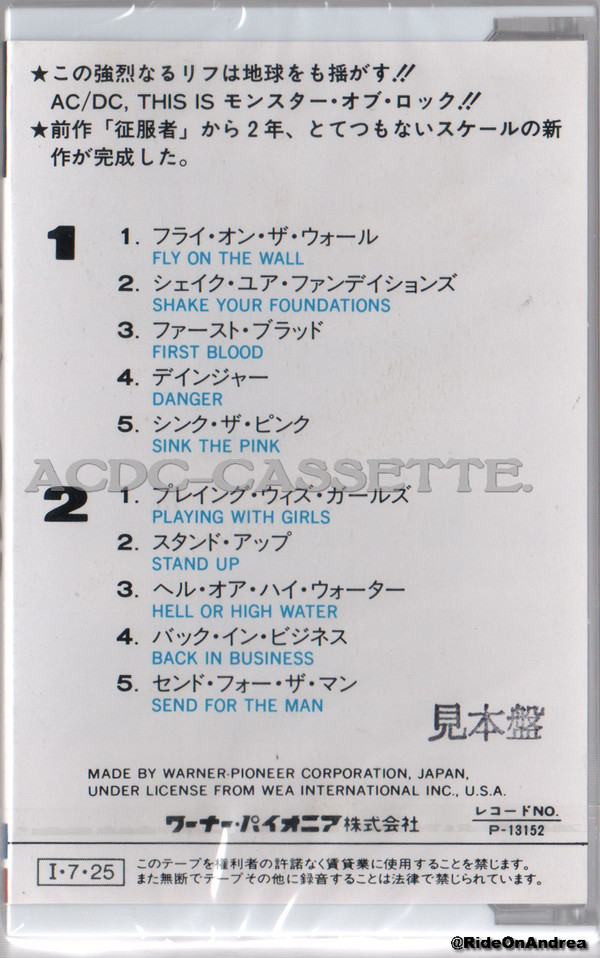 ★この強烈なるリフは地球をも揺がす!!
AC/DC, THIS IS モンスター・オブ・ロック!!
★前作「征服者」から2年、とてつもないスケールの新
作が完成した。
1
1. フライ・オン・ザ・ウォール
FLY ON THE WALL
2. シェイク・ユア・ファンデイションズ
SHAKE YOUR FOUNDATIONS
3. ファースト・ブラッド
FIRST BLOOD
4. デインジャー
DANGER
5. シンク・ザ・ピンク
SINK THE PINK
ACDC-CASSETTE.
2
1. プレイング・ウィズ・ガールズ
PLAYING WITH GIRLS
2. スタンド・アップ
STAND UP
3. ヘル・オア・ハイ・ウォーター
HELL OR HIGH WATER
4. バック・イン・ビジネス
BACK IN BUSINESS
5. センド・フォー・ザ・マン
SEND FOR THE MAN
見本盤
MADE BY WARNER-PIONEER CORPORATION, JAPAN,
UNDER LICENSE FROM WEA INTERNATIONAL INC., U.S.A.
ワーナー・パイオニア株式会社
レコードNO.
P-13152
I・7・25
このテープを権利者の許諾なく賃貸業に使用することを禁じます。
また無断でテープその他に録音することは法律で禁じられています。
@RideOnAndrea